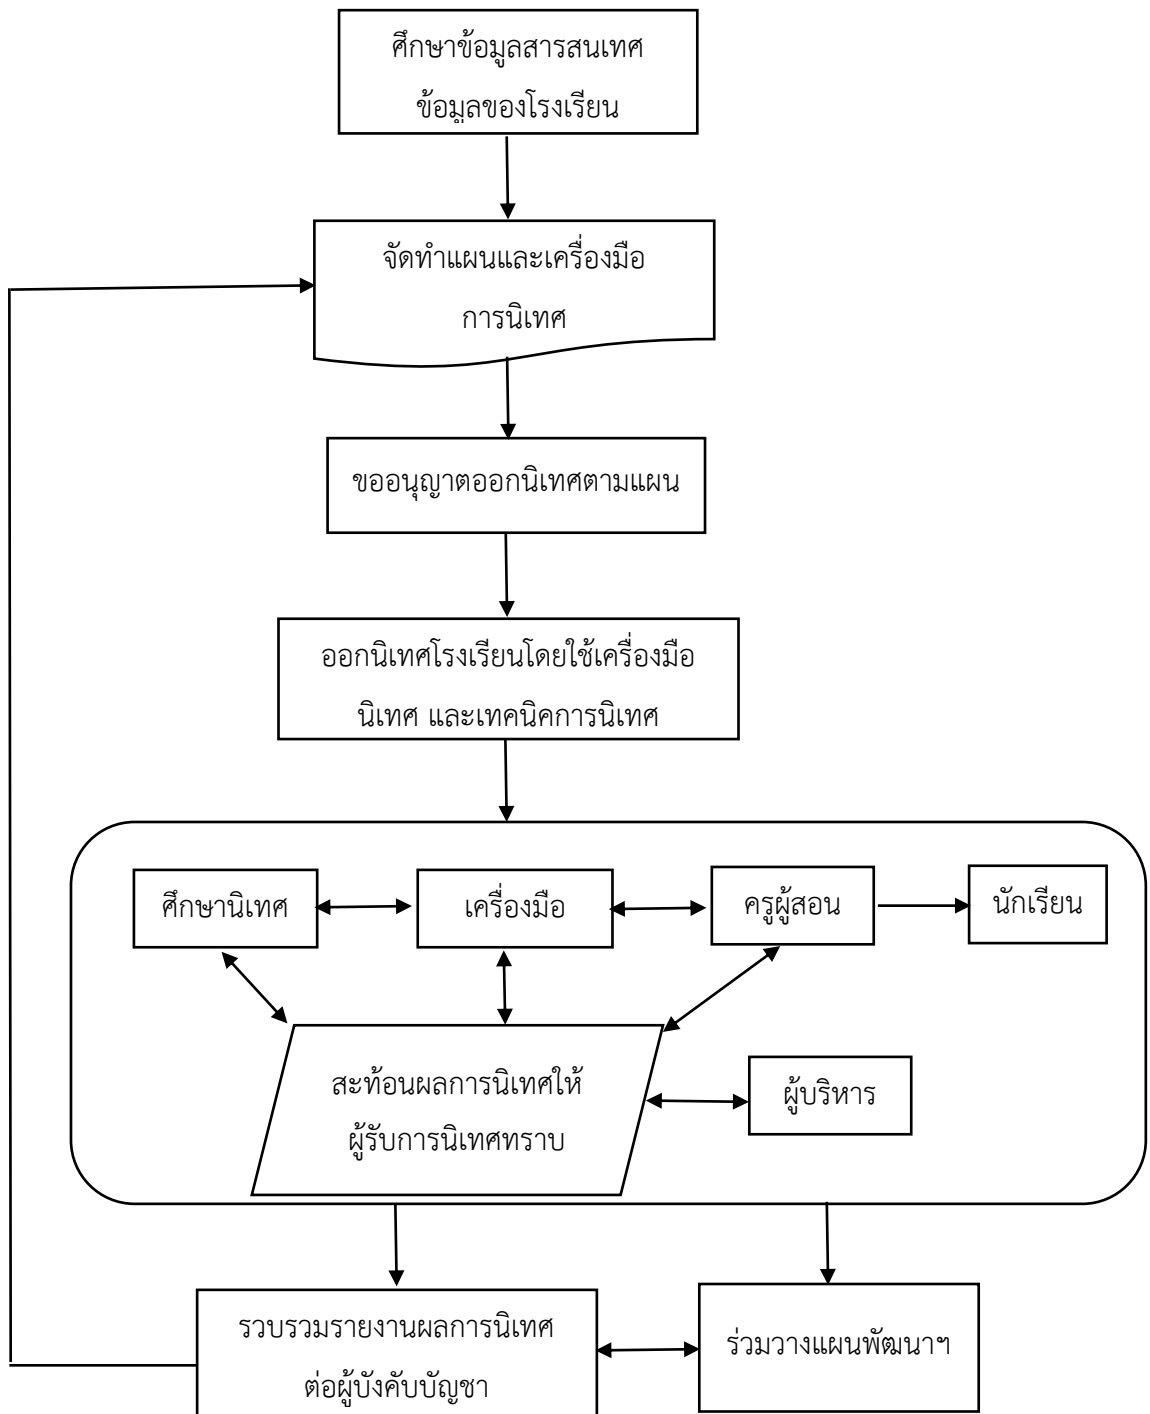 ศึกษาข้อมูลสารสนเทศ
ข้อมูลของโรงเรียน
จัดทำแผนและเครื่องมือ
การนิเทศ
ขออนุญาตออกนิเทศตามแผน
ออกนิเทศโรงเรียนโดยใช้เครื่องมือ
นิเทศ และเทคนิคการนิเทศ
ศึกษานิเทศ
เครื่องมือ
ครูผู้สอน
นักเรียน
สะท้อนผลการนิเทศให้
ผู้รับการนิเทศทราบ
ผู้บริหาร
รวบรวมรายงานผลการนิเทศ
ต่อผู้บังคับบัญชา
ร่วมวางแผนพัฒนาฯ